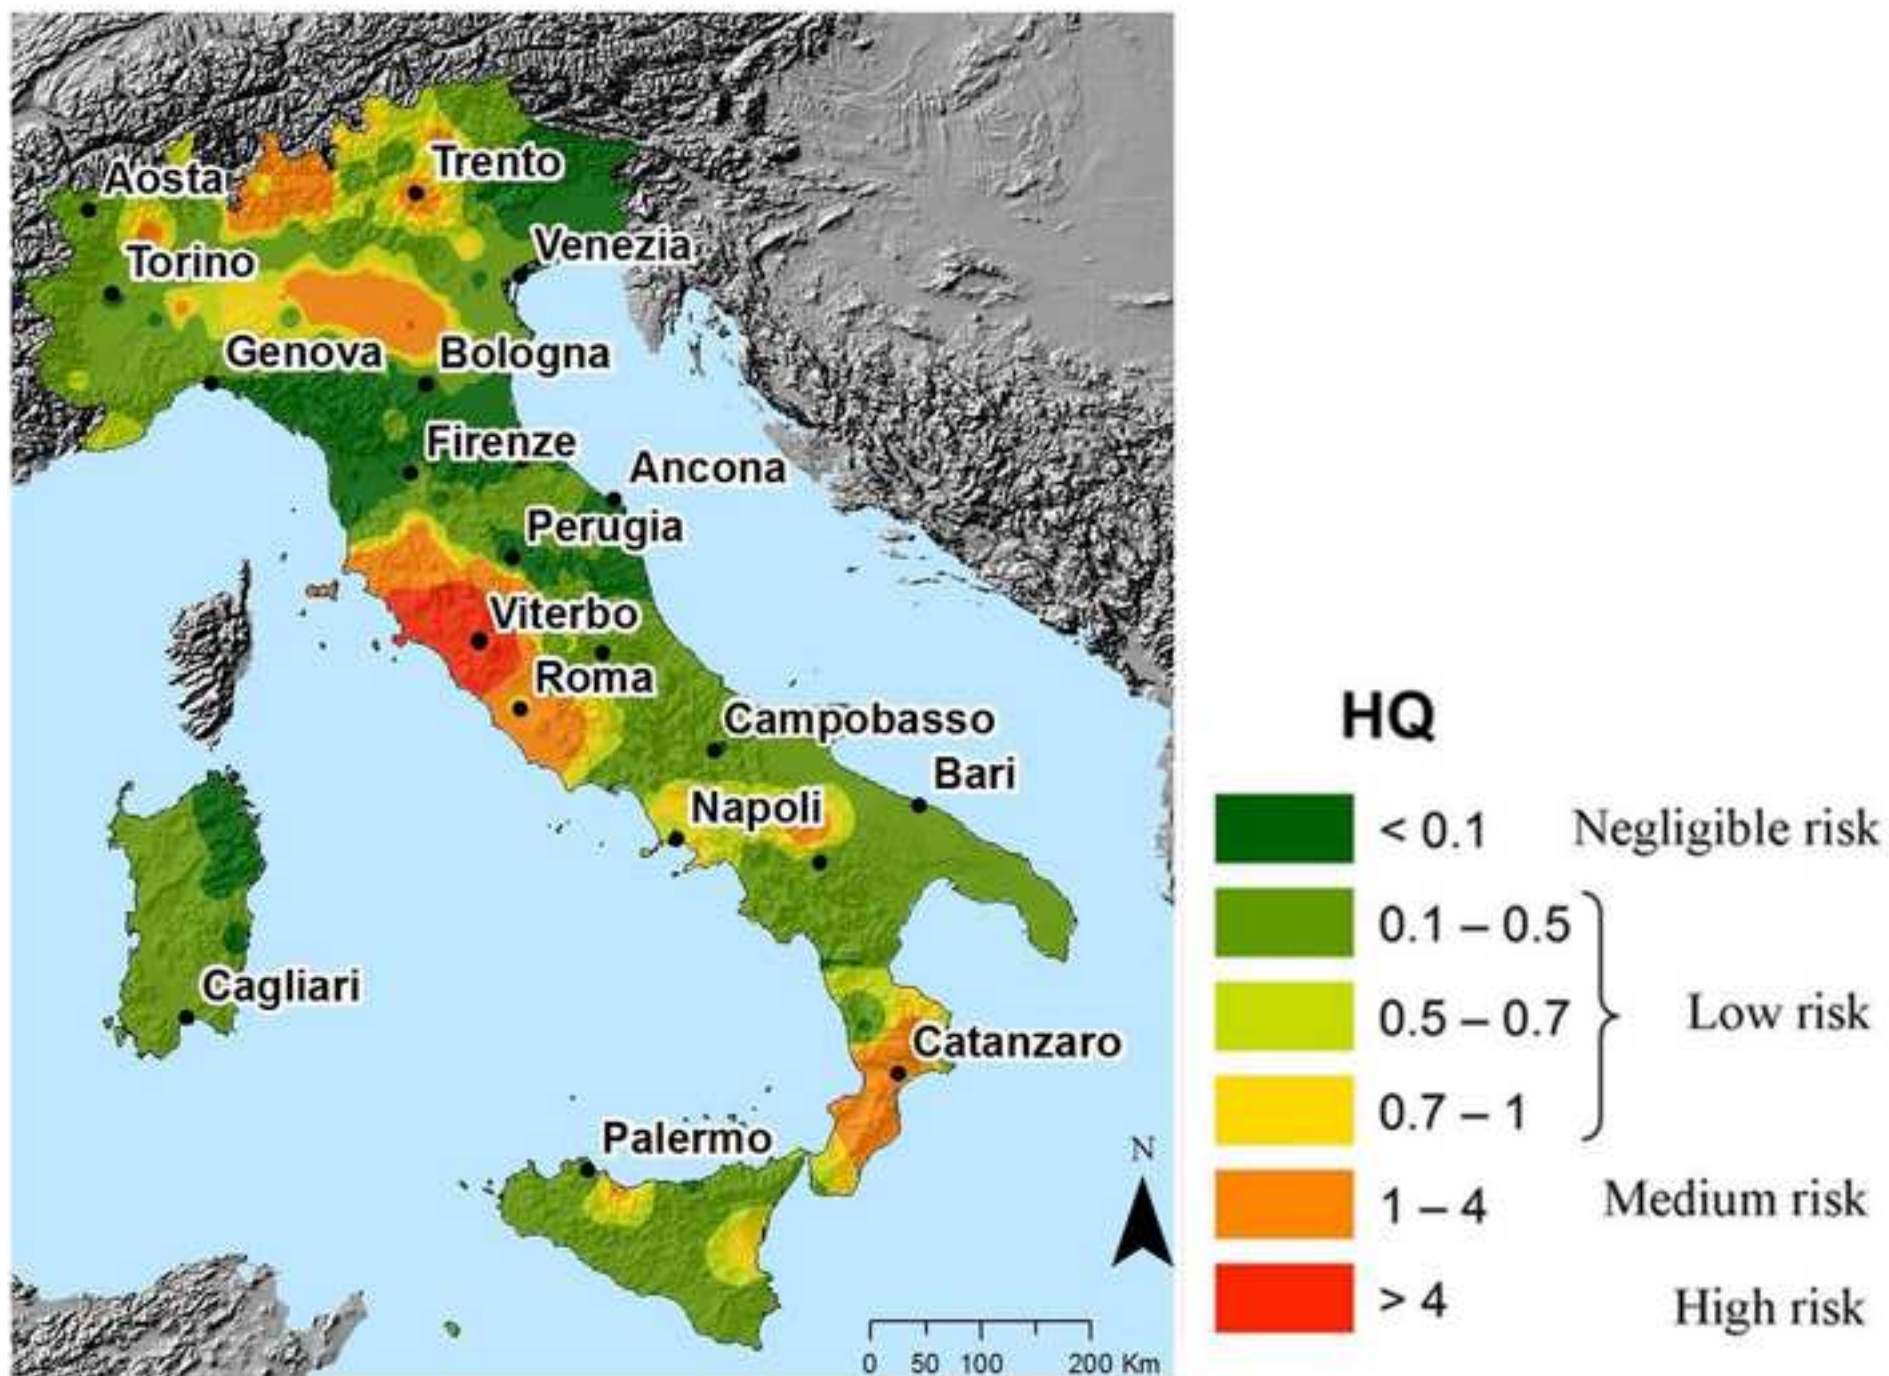 Aosta
Trento
Torino
Venezia
Genova
Bologna
Firenze
Ancona
Perugia
Viterbo
Roma
Campobasso
Bari
Napoli
Cagliari
Catanzaro
Palermo
N
0 50 100 200 Km
HQ
< 0.1 Negligible risk
0.1 – 0.5
0.5 – 0.7 Low risk
0.7 – 1
1 – 4 Medium risk
> 4 High risk